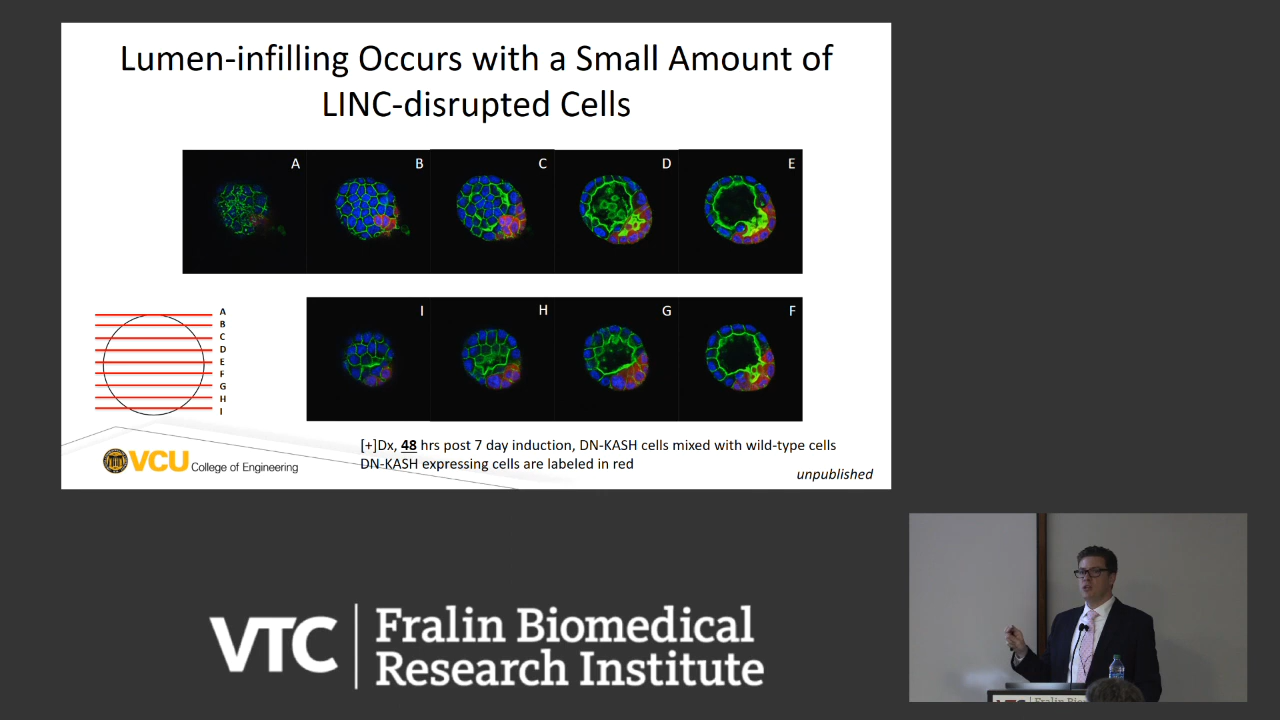 Lumen-infilling Occurs with a Small Amount of
LINC-disrupted Cells
A
B
C
D
E
I
H
G
F
A
B
C
D
E
F
G
H
I
[+]Dx, 48 hrs post 7 day induction, DN-KASH cells mixed with wild-type cells
DN-KASH expressing cells are labeled in red
unpublished
VCU College of Engineering
VTC Fralin Biomedical
Research Institute
Fralin Bio